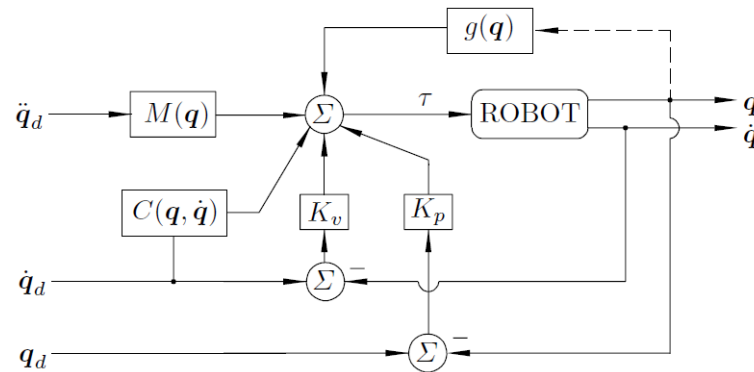 g(q)
q̈_d M(q) Σ τ ROBOT q
q̇
C(q, q̇) K_v K_p
q̇_d Σ −
q_d Σ −